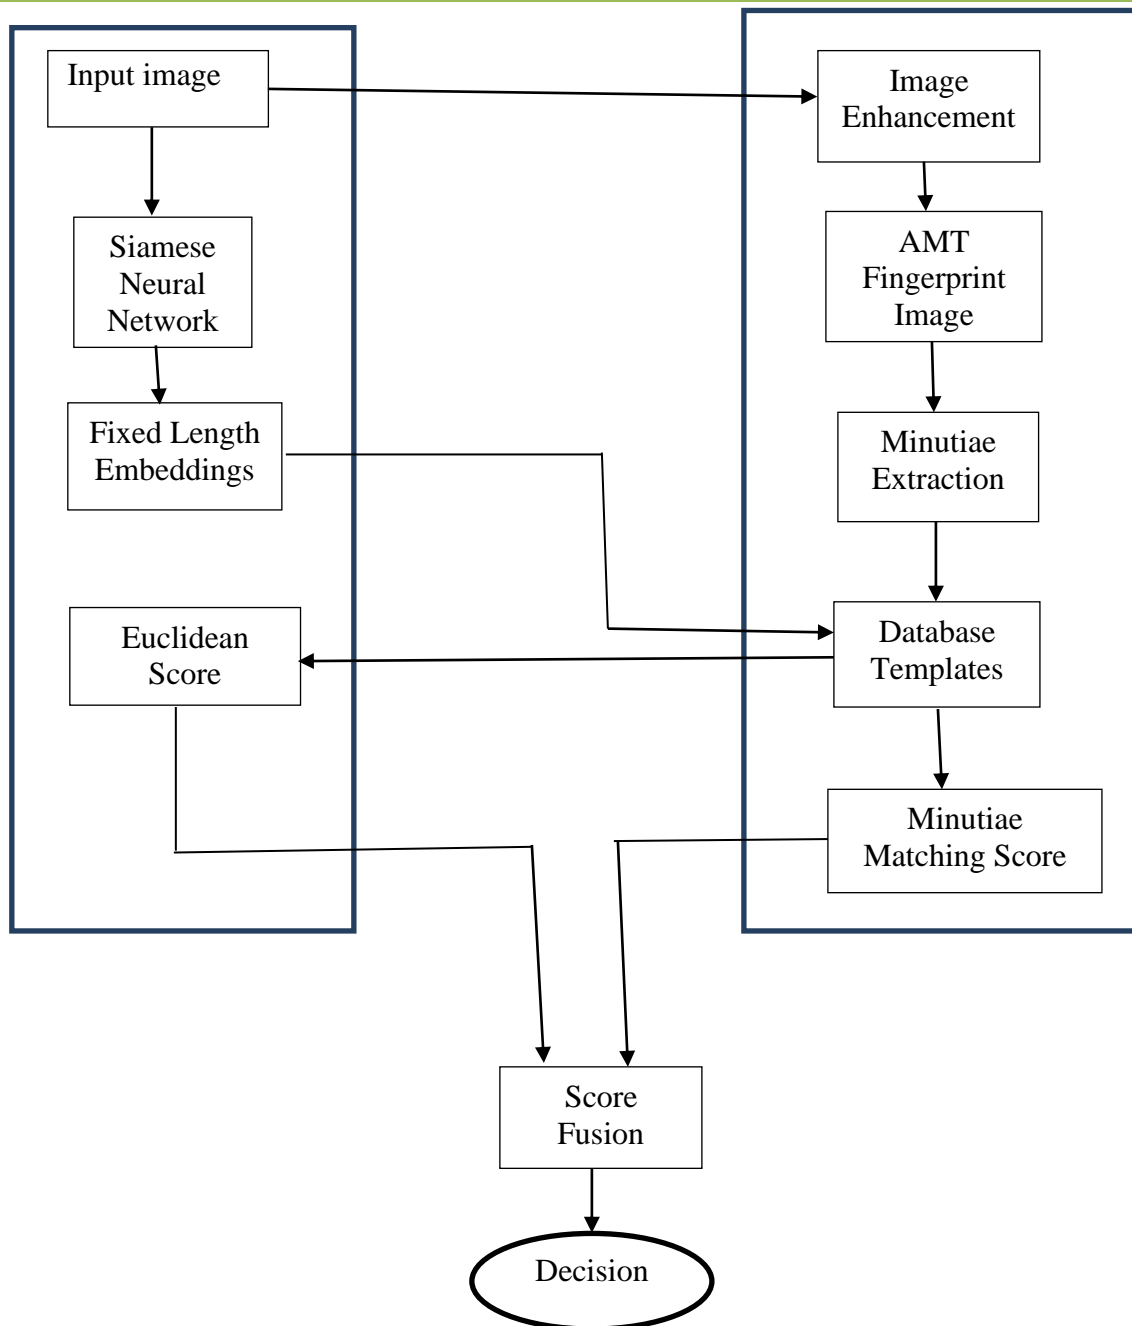 Input image
Siamese
Neural
Network
Fixed Length
Embeddings
Euclidean
Score
Image
Enhancement
AMT
Fingerprint
Image
Minutiae
Extraction
Database
Templates
Minutiae
Matching Score
Score
Fusion
Decision